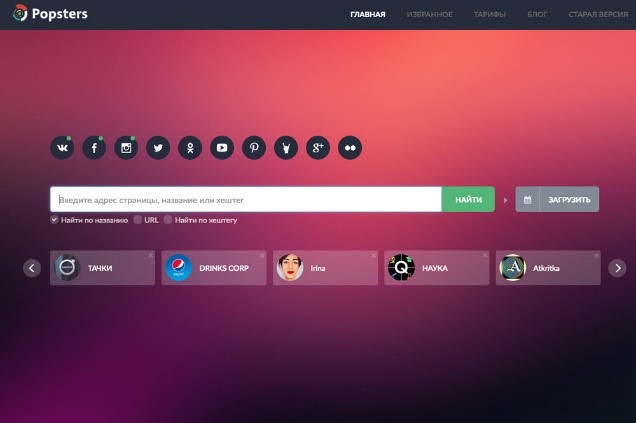 Popsters
ГЛАВНАЯ ИЗБРАННОЕ ТАРИФЫ БЛОГ СТАРАЯ ВЕРСИЯ
Введите адрес страницы, название или хештег НАЙТИ ЗАГРУЗИТЬ
Найти по названию URL Найти по хештегу
ТАЧКИ DRINKS CORP Irina НАУКА Atkritka